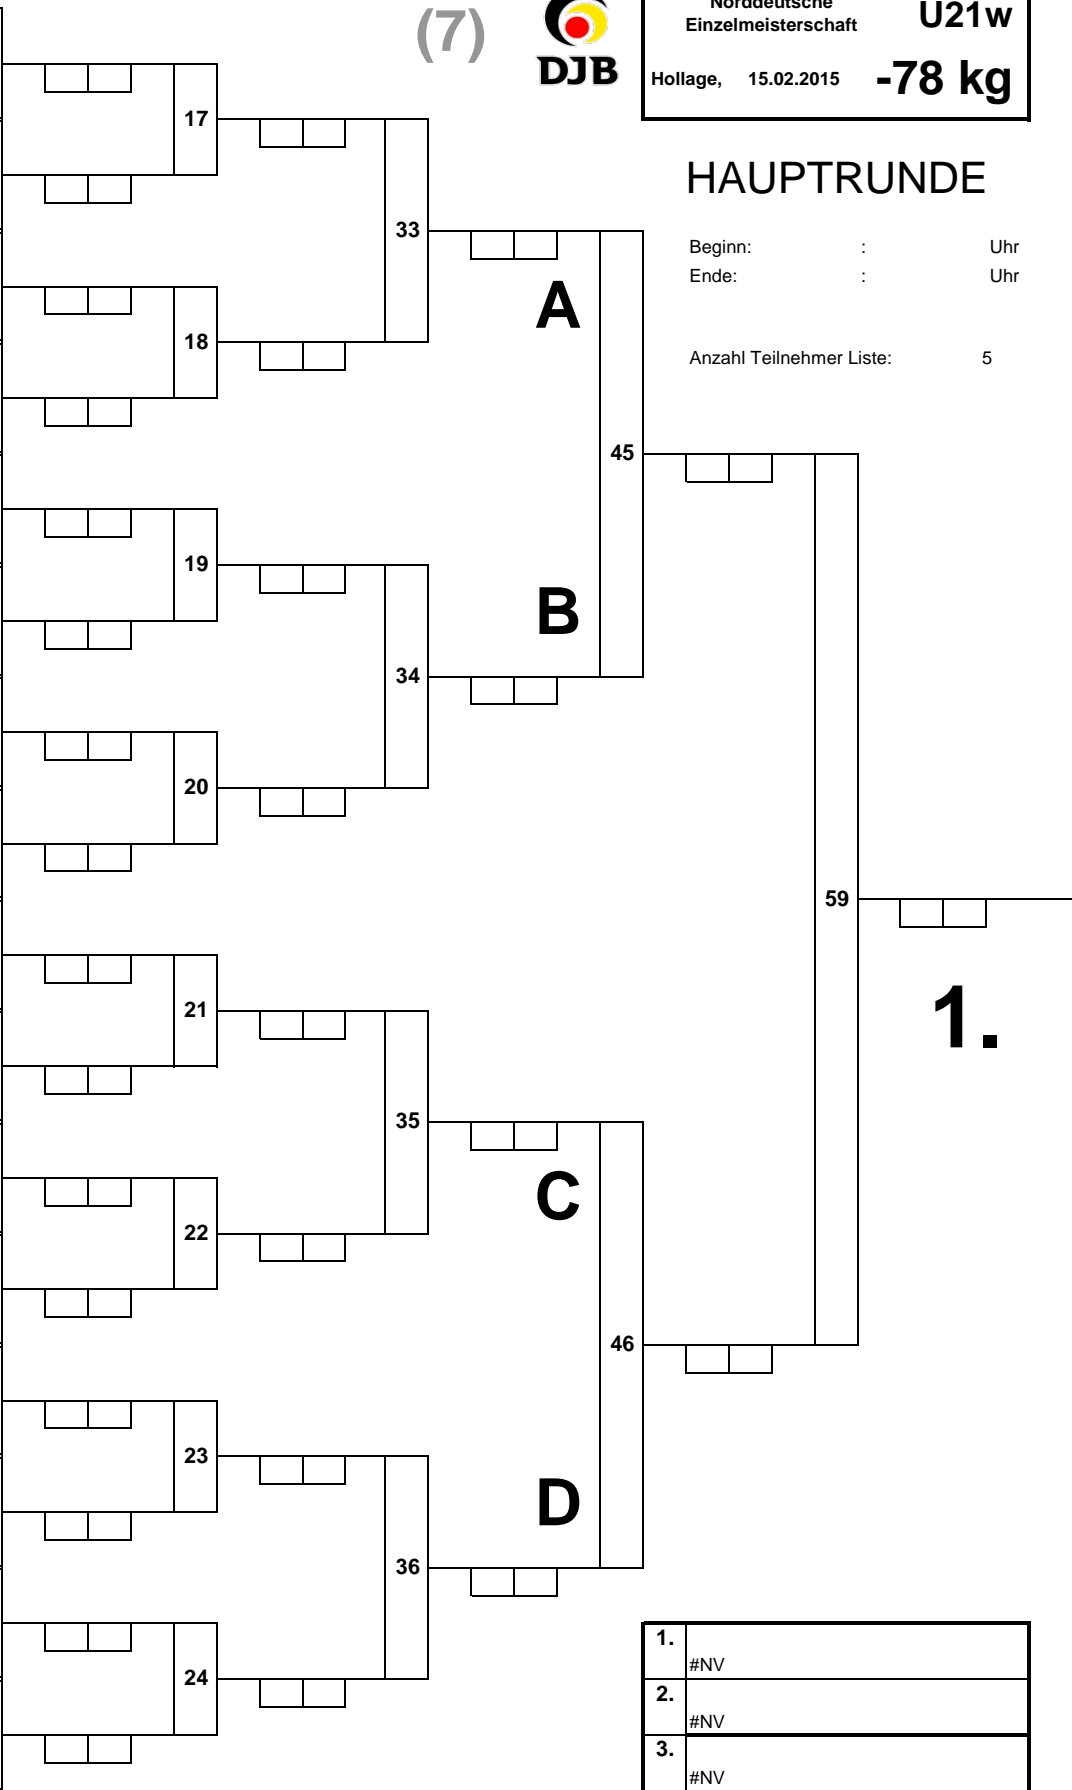 (7)
DJB
Norddeutsche
Einzelmeisterschaft
U21w
Hollage, 15.02.2015
-78 kg
HAUPTRUNDE
Beginn: : Uhr
Ende: : Uhr
Anzahl Teilnehmer Liste: 5
17
33
A
18
45
19
B
34
20
59
1.
21
35
C
22
46
23
D
36
24
1.
#NV
2.
#NV
3.
#NV